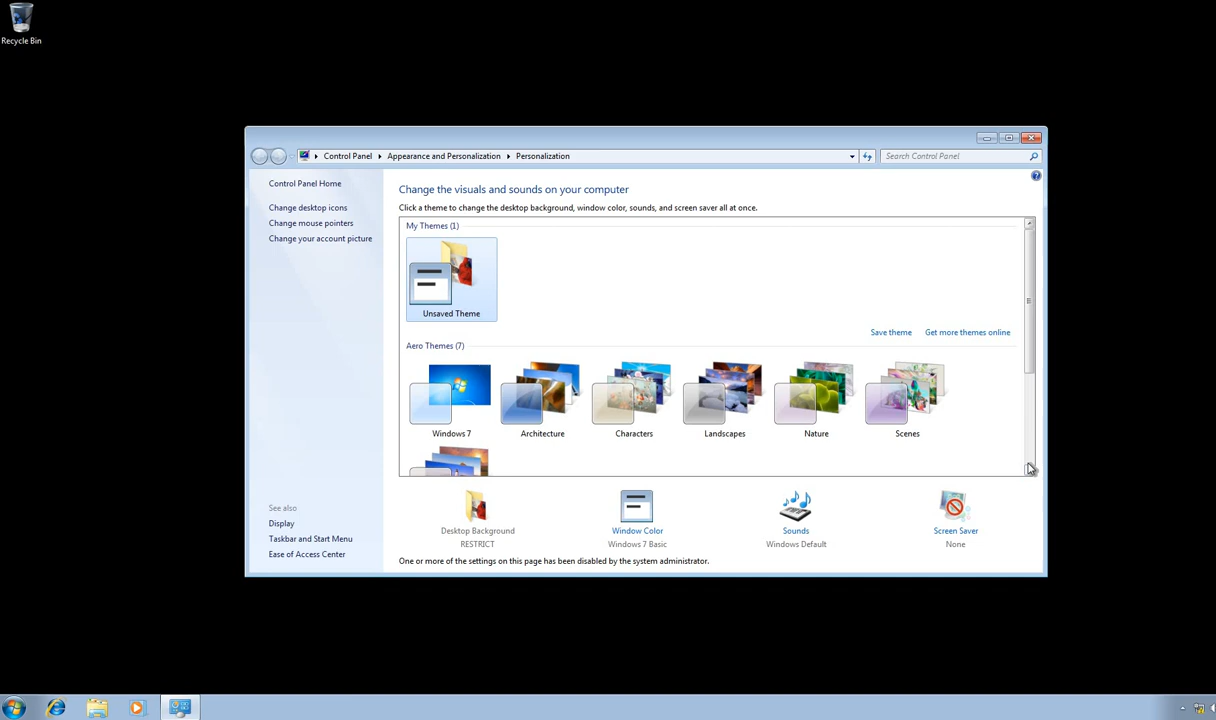 Recycle Bin
Control Panel
Appearance and Personalization
Personalization
Search Control Panel
Control Panel Home
Change desktop icons
Change mouse pointers
Change your account picture
See also
Display
Taskbar and Start Menu
Ease of Access Center
Change the visuals and sounds on your computer
Click a theme to change the desktop background, window color, sounds, and screen saver all at once.
My Themes (1)
Unsaved Theme
Save theme
Get more themes online
Aero Themes (7)
Windows 7
Architecture
Characters
Landscapes
Nature
Scenes
Desktop Background
RESTRICT
Window Color
Windows 7 Basic
Sounds
Windows Default
Screen Saver
None
One or more of the settings on this page has been disabled by the system administrator.